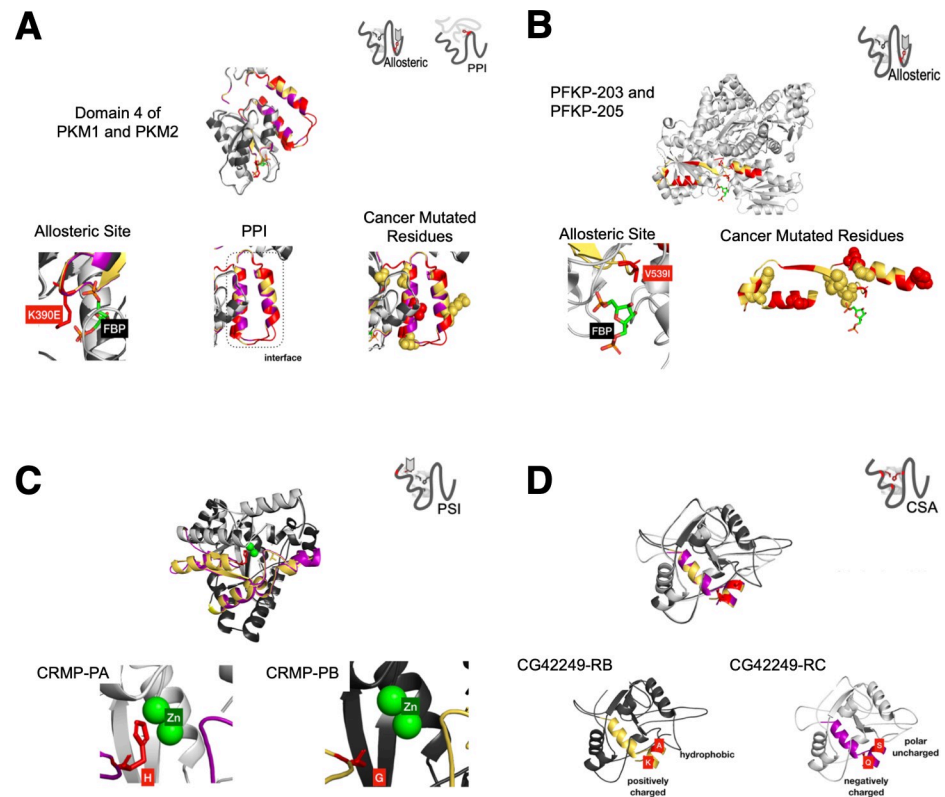 A
Allosteric
PPI
Domain 4 of
PKM1 and PKM2
Allosteric Site
PPI
Cancer Mutated
Residues
K390E
FBP
interface
B
Allosteric
PFKP-203 and
PFKP-205
Allosteric Site
Cancer Mutated Residues
V539I
FBP
C
PSI
CRMP-PA
CRMP-PB
Zn
H
Zn
G
D
CSA
CG42249-RB
CG42249-RC
A
K
hydrophobic
positively
charged
S
Q
polar
uncharged
negatively
charged